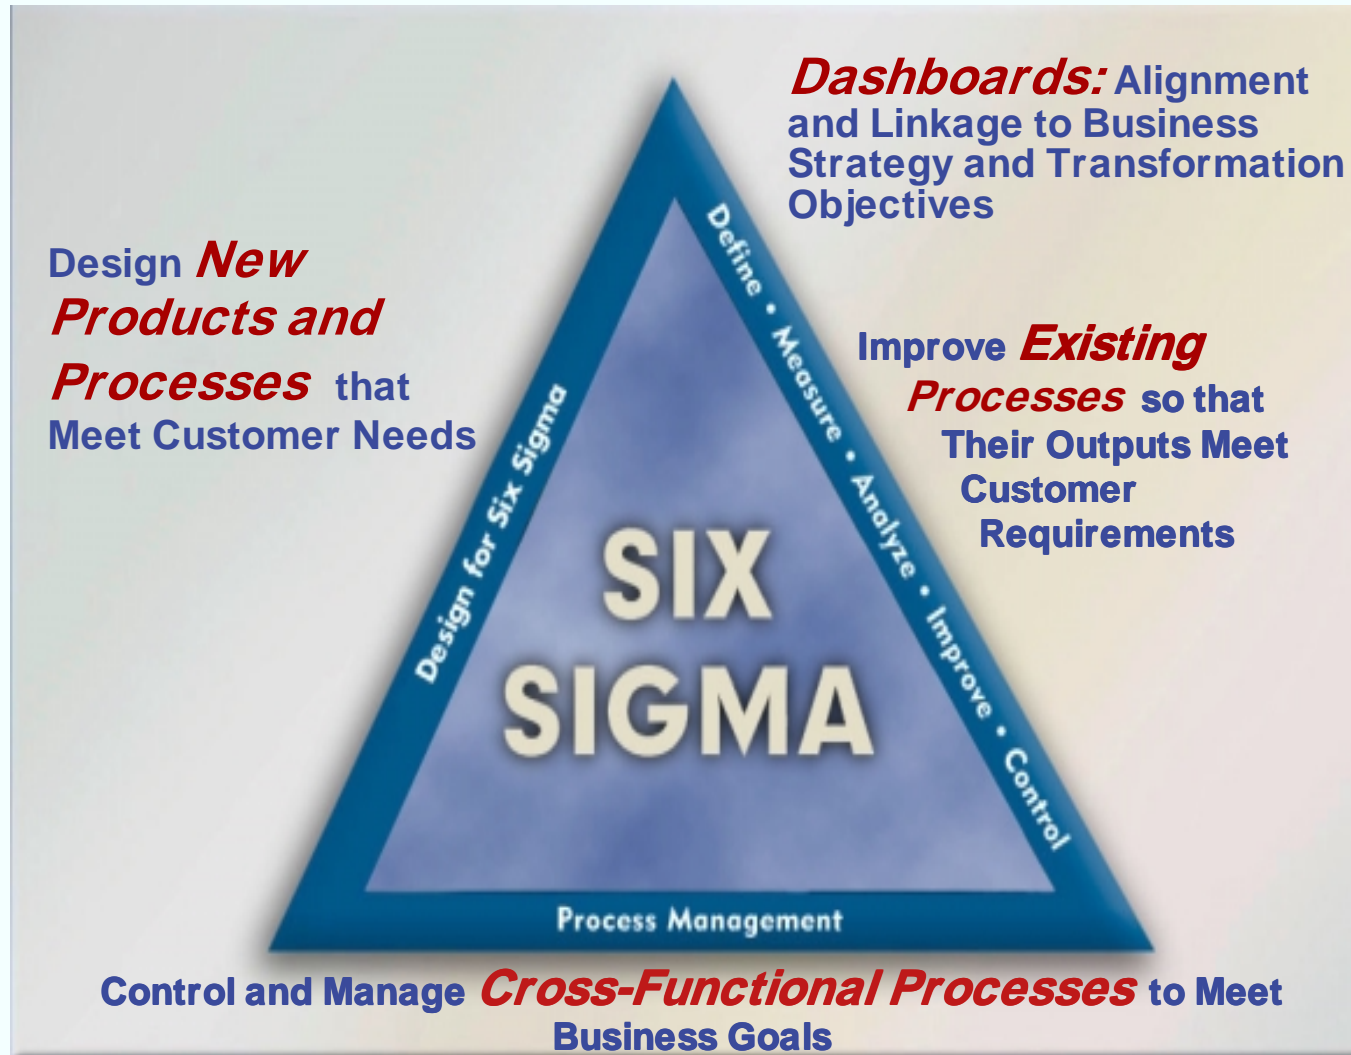 Dashboards: Alignment
and Linkage to Business
Strategy and Transformation
Objectives
Design New
Products and
Processes that
Meet Customer Needs
Improve Existing
Processes so that
Their Outputs Meet
Customer
Requirements
Design for Six Sigma
Define • Measure • Analyze • Improve • Control
SIX
SIGMA
Process Management
Control and Manage Cross-Functional Processes to Meet
Business Goals